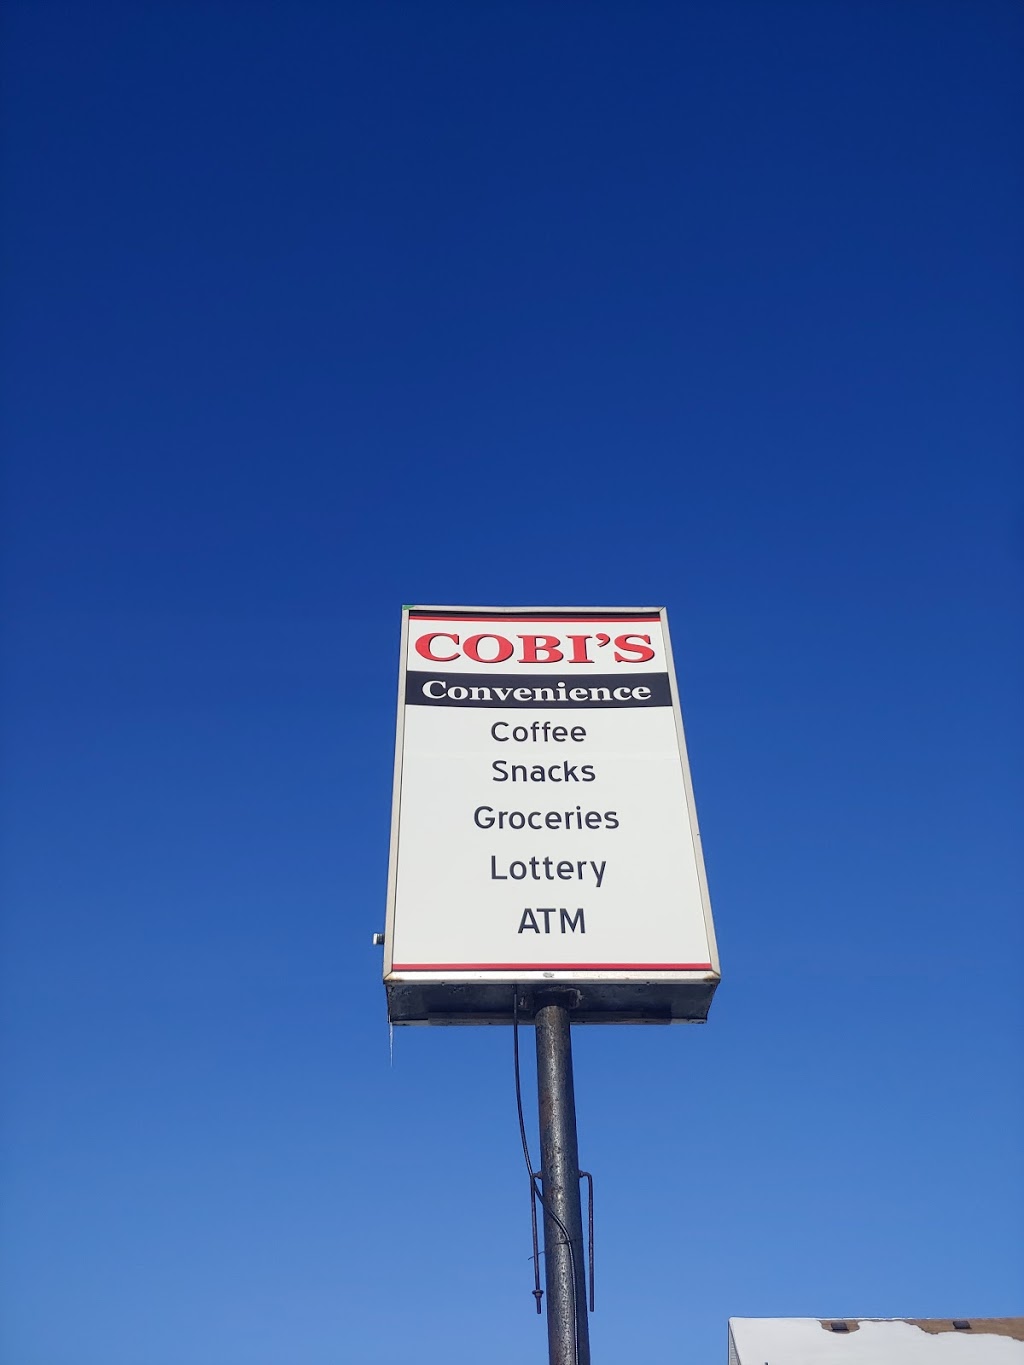 COBI'S
Convenience
Coffee
Snacks
Groceries
Lottery
ATM